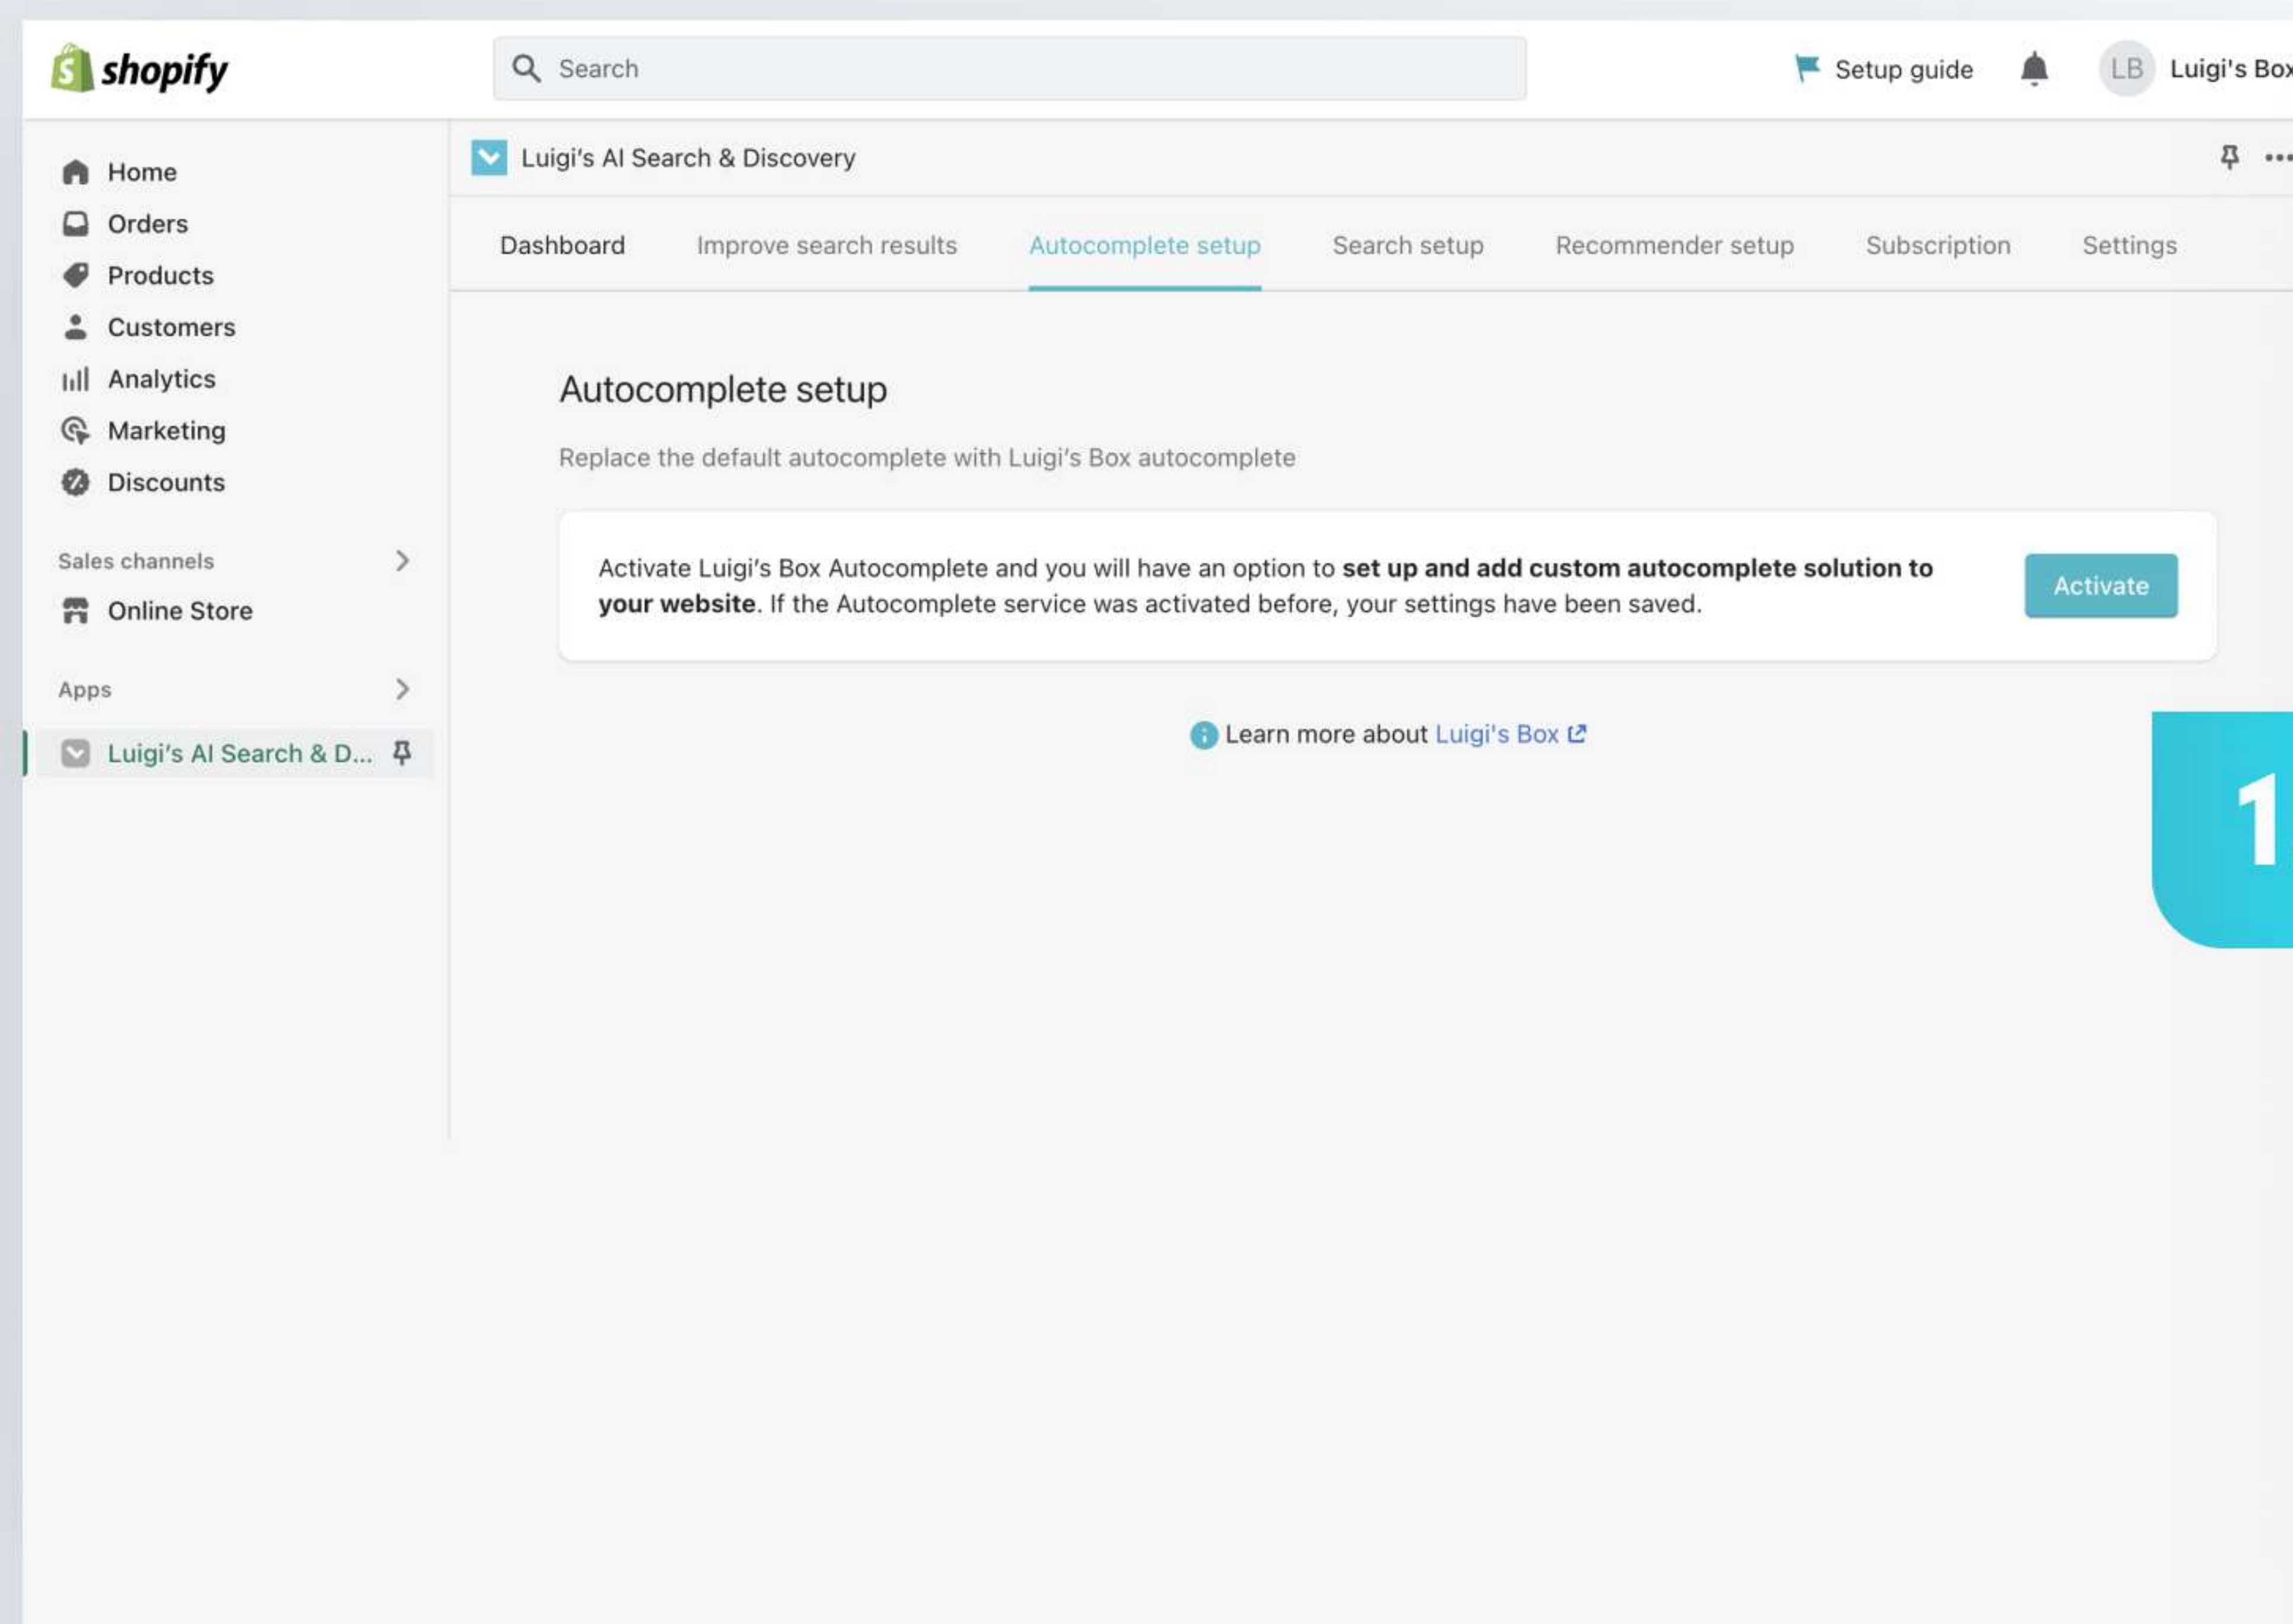 shopify
Search
Setup guide
LB
Luigi's Box
Home
Orders
Products
Customers
Analytics
Marketing
Discounts
Sales channels
Online Store
Apps
Luigi's AI Search & D...
Luigi's AI Search & Discovery
Dashboard
Improve search results
Autocomplete setup
Search setup
Recommender setup
Subscription
Settings
Autocomplete setup
Replace the default autocomplete with Luigi's Box autocomplete
Activate Luigi's Box Autocomplete and you will have an option to set up and add custom autocomplete solution to
your website. If the Autocomplete service was activated before, your settings have been saved.
Activate
Learn more about Luigi's Box
1